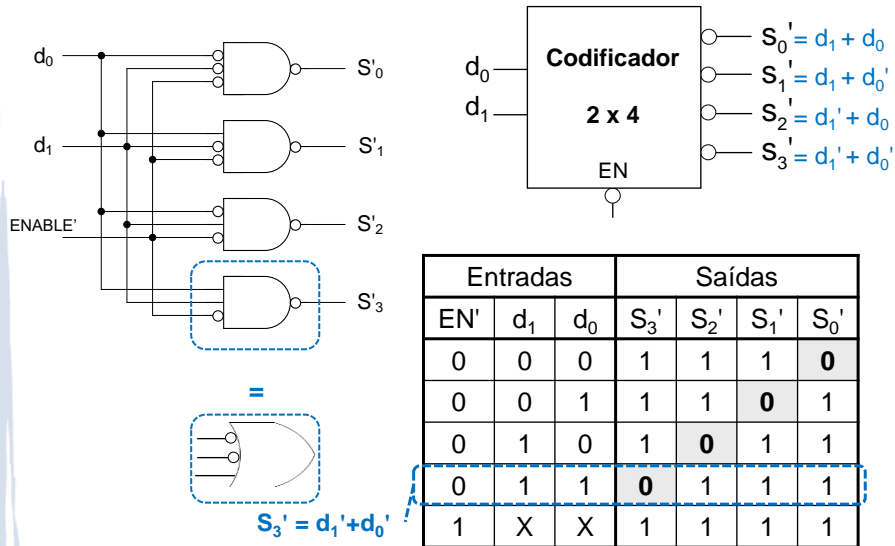 d₀
d₁
ENABLE'
S'₀
S'₁
S'₂
S'₃
=
S₃' = d₁'+d₀'
Codificador
2 x 4
EN
d₀
d₁
S₀' = d₁ + d₀
S₁' = d₁ + d₀'
S₂' = d₁' + d₀
S₃' = d₁' + d₀'
Entradas Saídas
EN' d₁ d₀ S₃' S₂' S₁' S₀'
0 0 0 1 1 1 0
0 0 1 1 1 0 1
0 1 0 1 0 1 1
0 1 1 0 1 1 1
1 X X 1 1 1 1